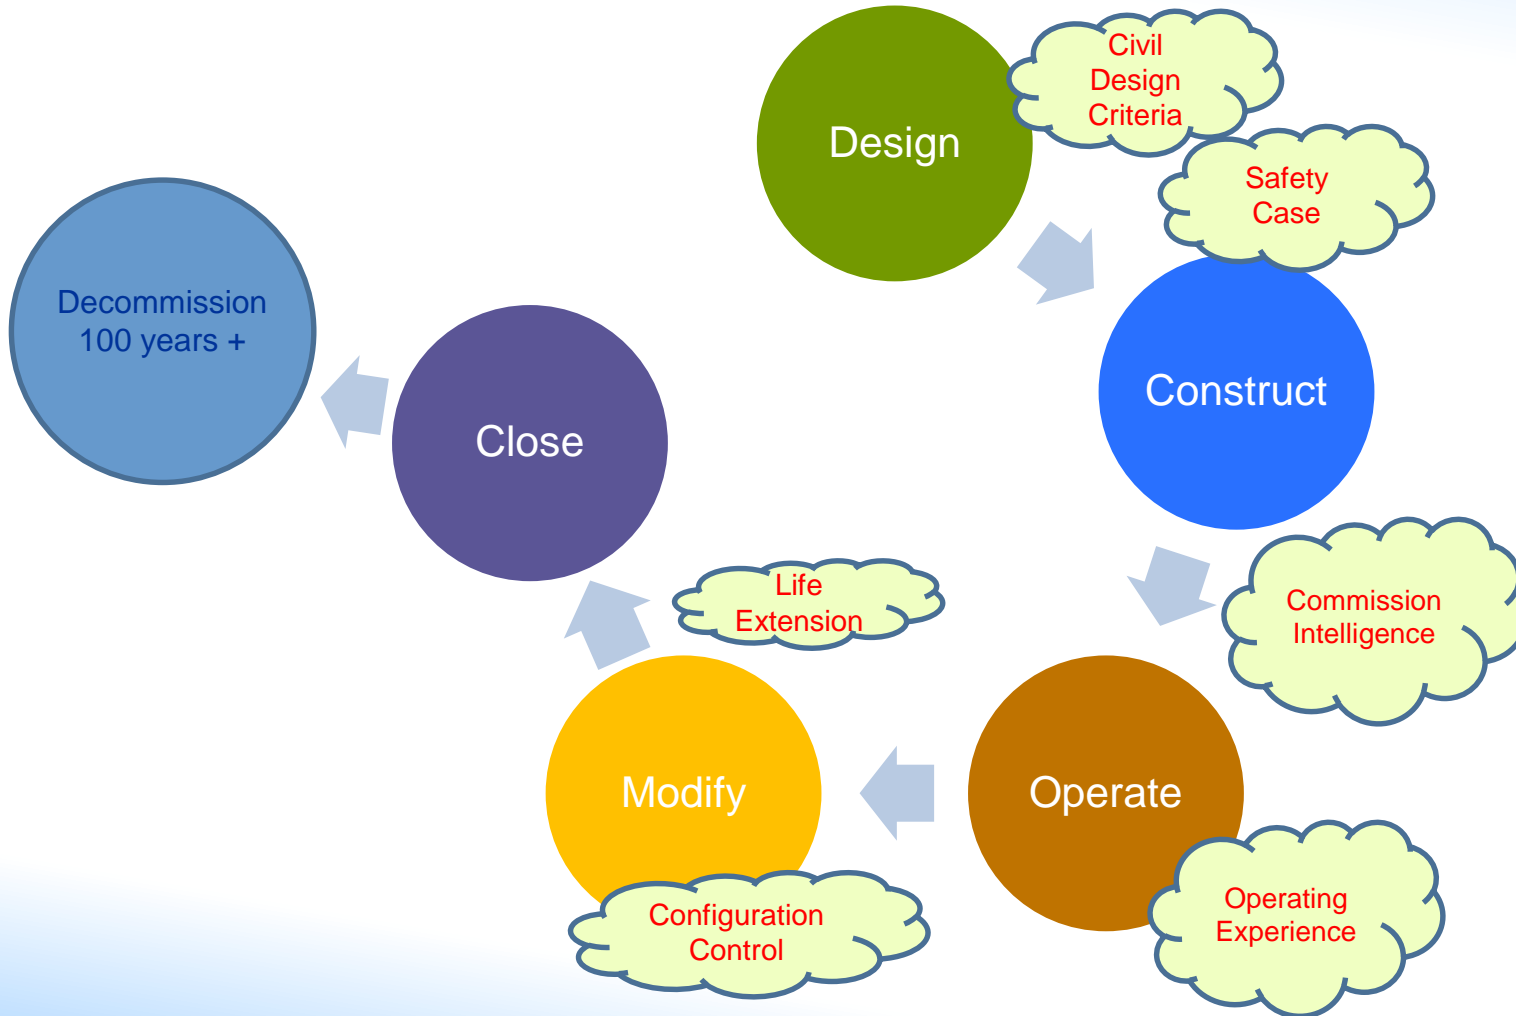 Design
Civil
Design
Criteria
Safety
Case
Construct
Commission
Intelligence
Operate
Operating
Experience
Modify
Configuration
Control
Life
Extension
Close
Decommission
100 years +